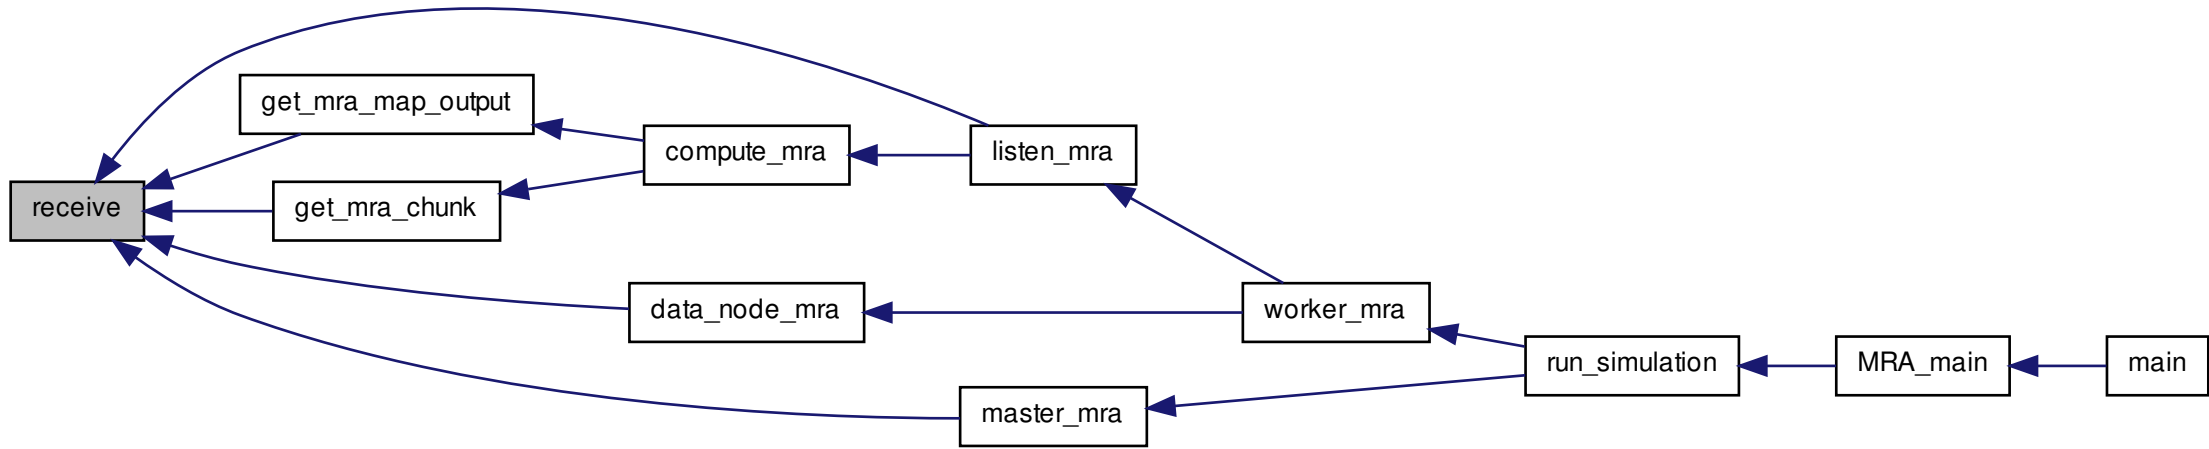 receive
get_mra_map_output
get_mra_chunk
data_node_mra
master_mra
compute_mra
listen_mra
worker_mra
run_simulation
MRA_main
main